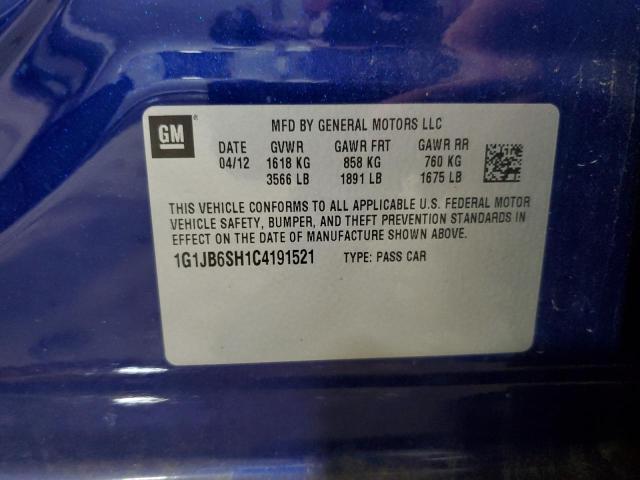 GM
MFD BY GENERAL MOTORS LLC
DATE GVWR GAWR FRT GAWR RR
04/12 1618 KG 858 KG 760 KG
3566 LB 1891 LB 1675 LB
THIS VEHICLE CONFORMS TO ALL APPLICABLE U.S. FEDERAL MOTOR
VEHICLE SAFETY, BUMPER, AND THEFT PREVENTION STANDARDS IN
EFFECT ON THE DATE OF MANUFACTURE SHOWN ABOVE.
1G1JB6SH1C4191521 TYPE: PASS CAR